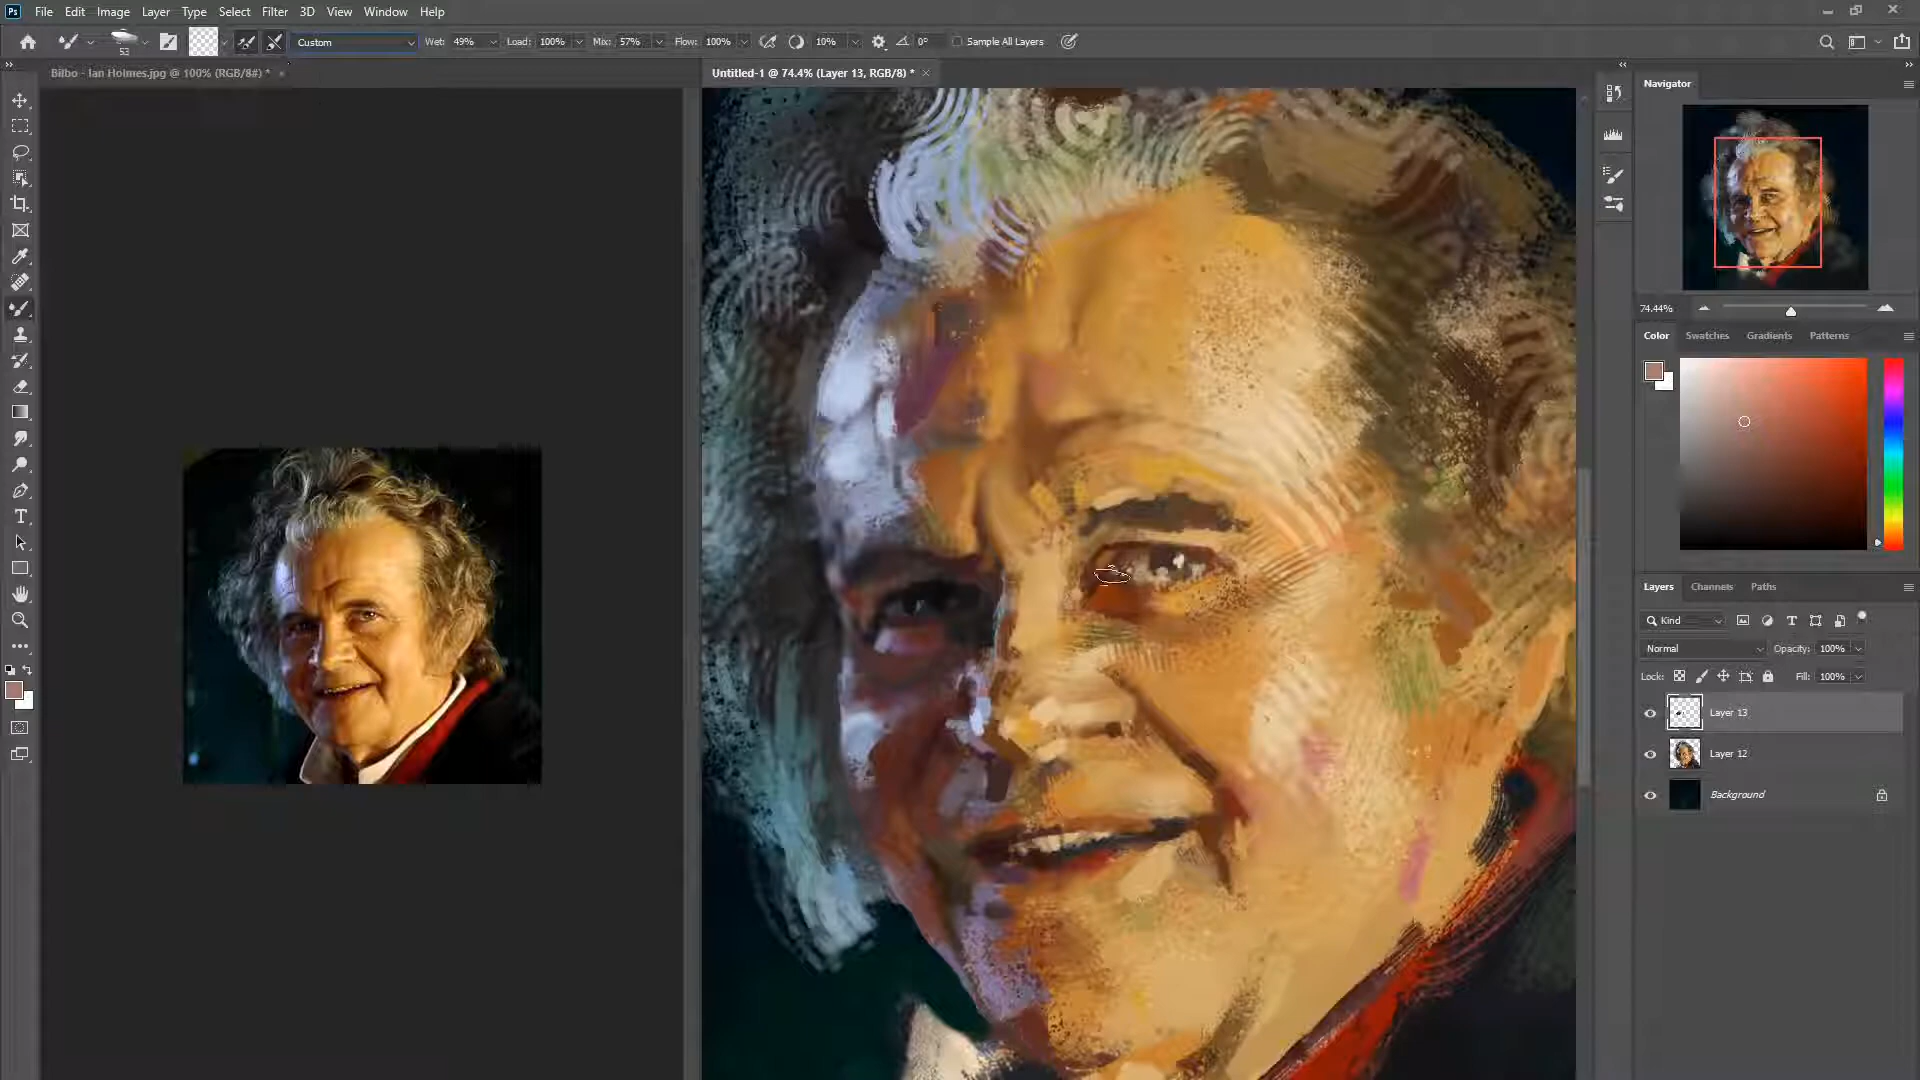 Ps File Edit Image Layer Type Select Filter 3D View Window Help
53 Custom Wet: 49% Load: 100% Mix: 57% Flow: 100% 10% 0° Sample All Layers
Bilbo - Ian Holmes.jpg @ 100% (RGB/8#) *
Untitled-1 @ 74.4% (Layer 13, RGB/8) *
Navigator
74.44%
Color Swatches Gradients Patterns
Layers Channels Paths
Kind
Normal Opacity: 100%
Lock: Fill: 100%
Layer 13
Layer 12
Background